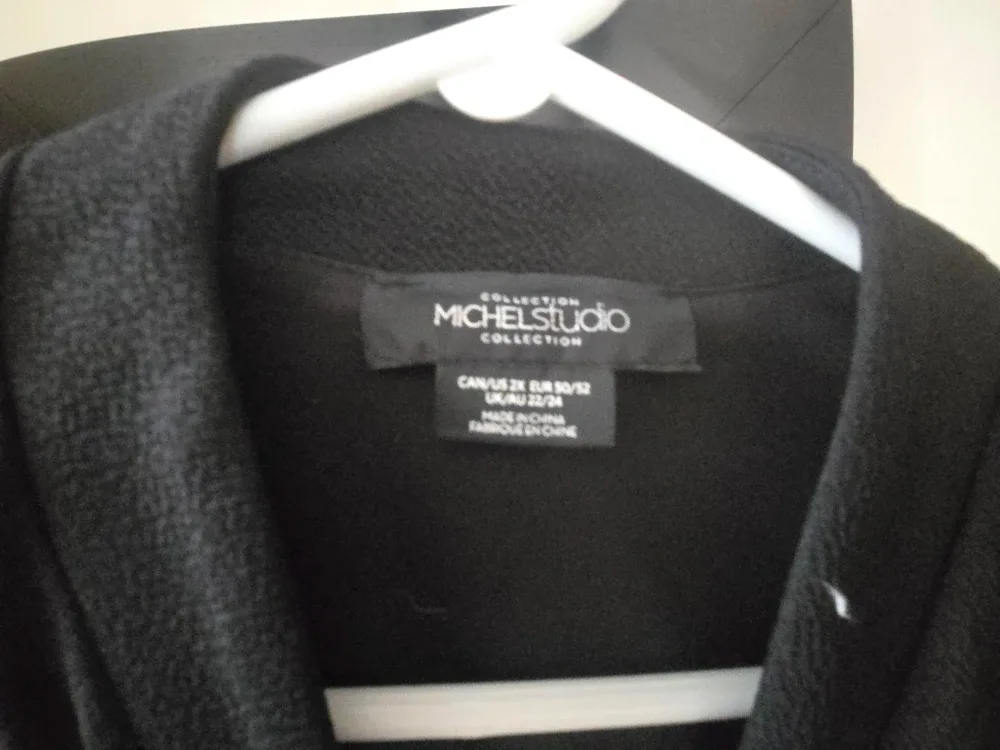 COLLECTION
MICHELStudio
COLLECTION
CAN/US 2X EUR 50/52
UK/AU 22/24
MADE IN CHINA
FABRIQUÉ EN CHINE